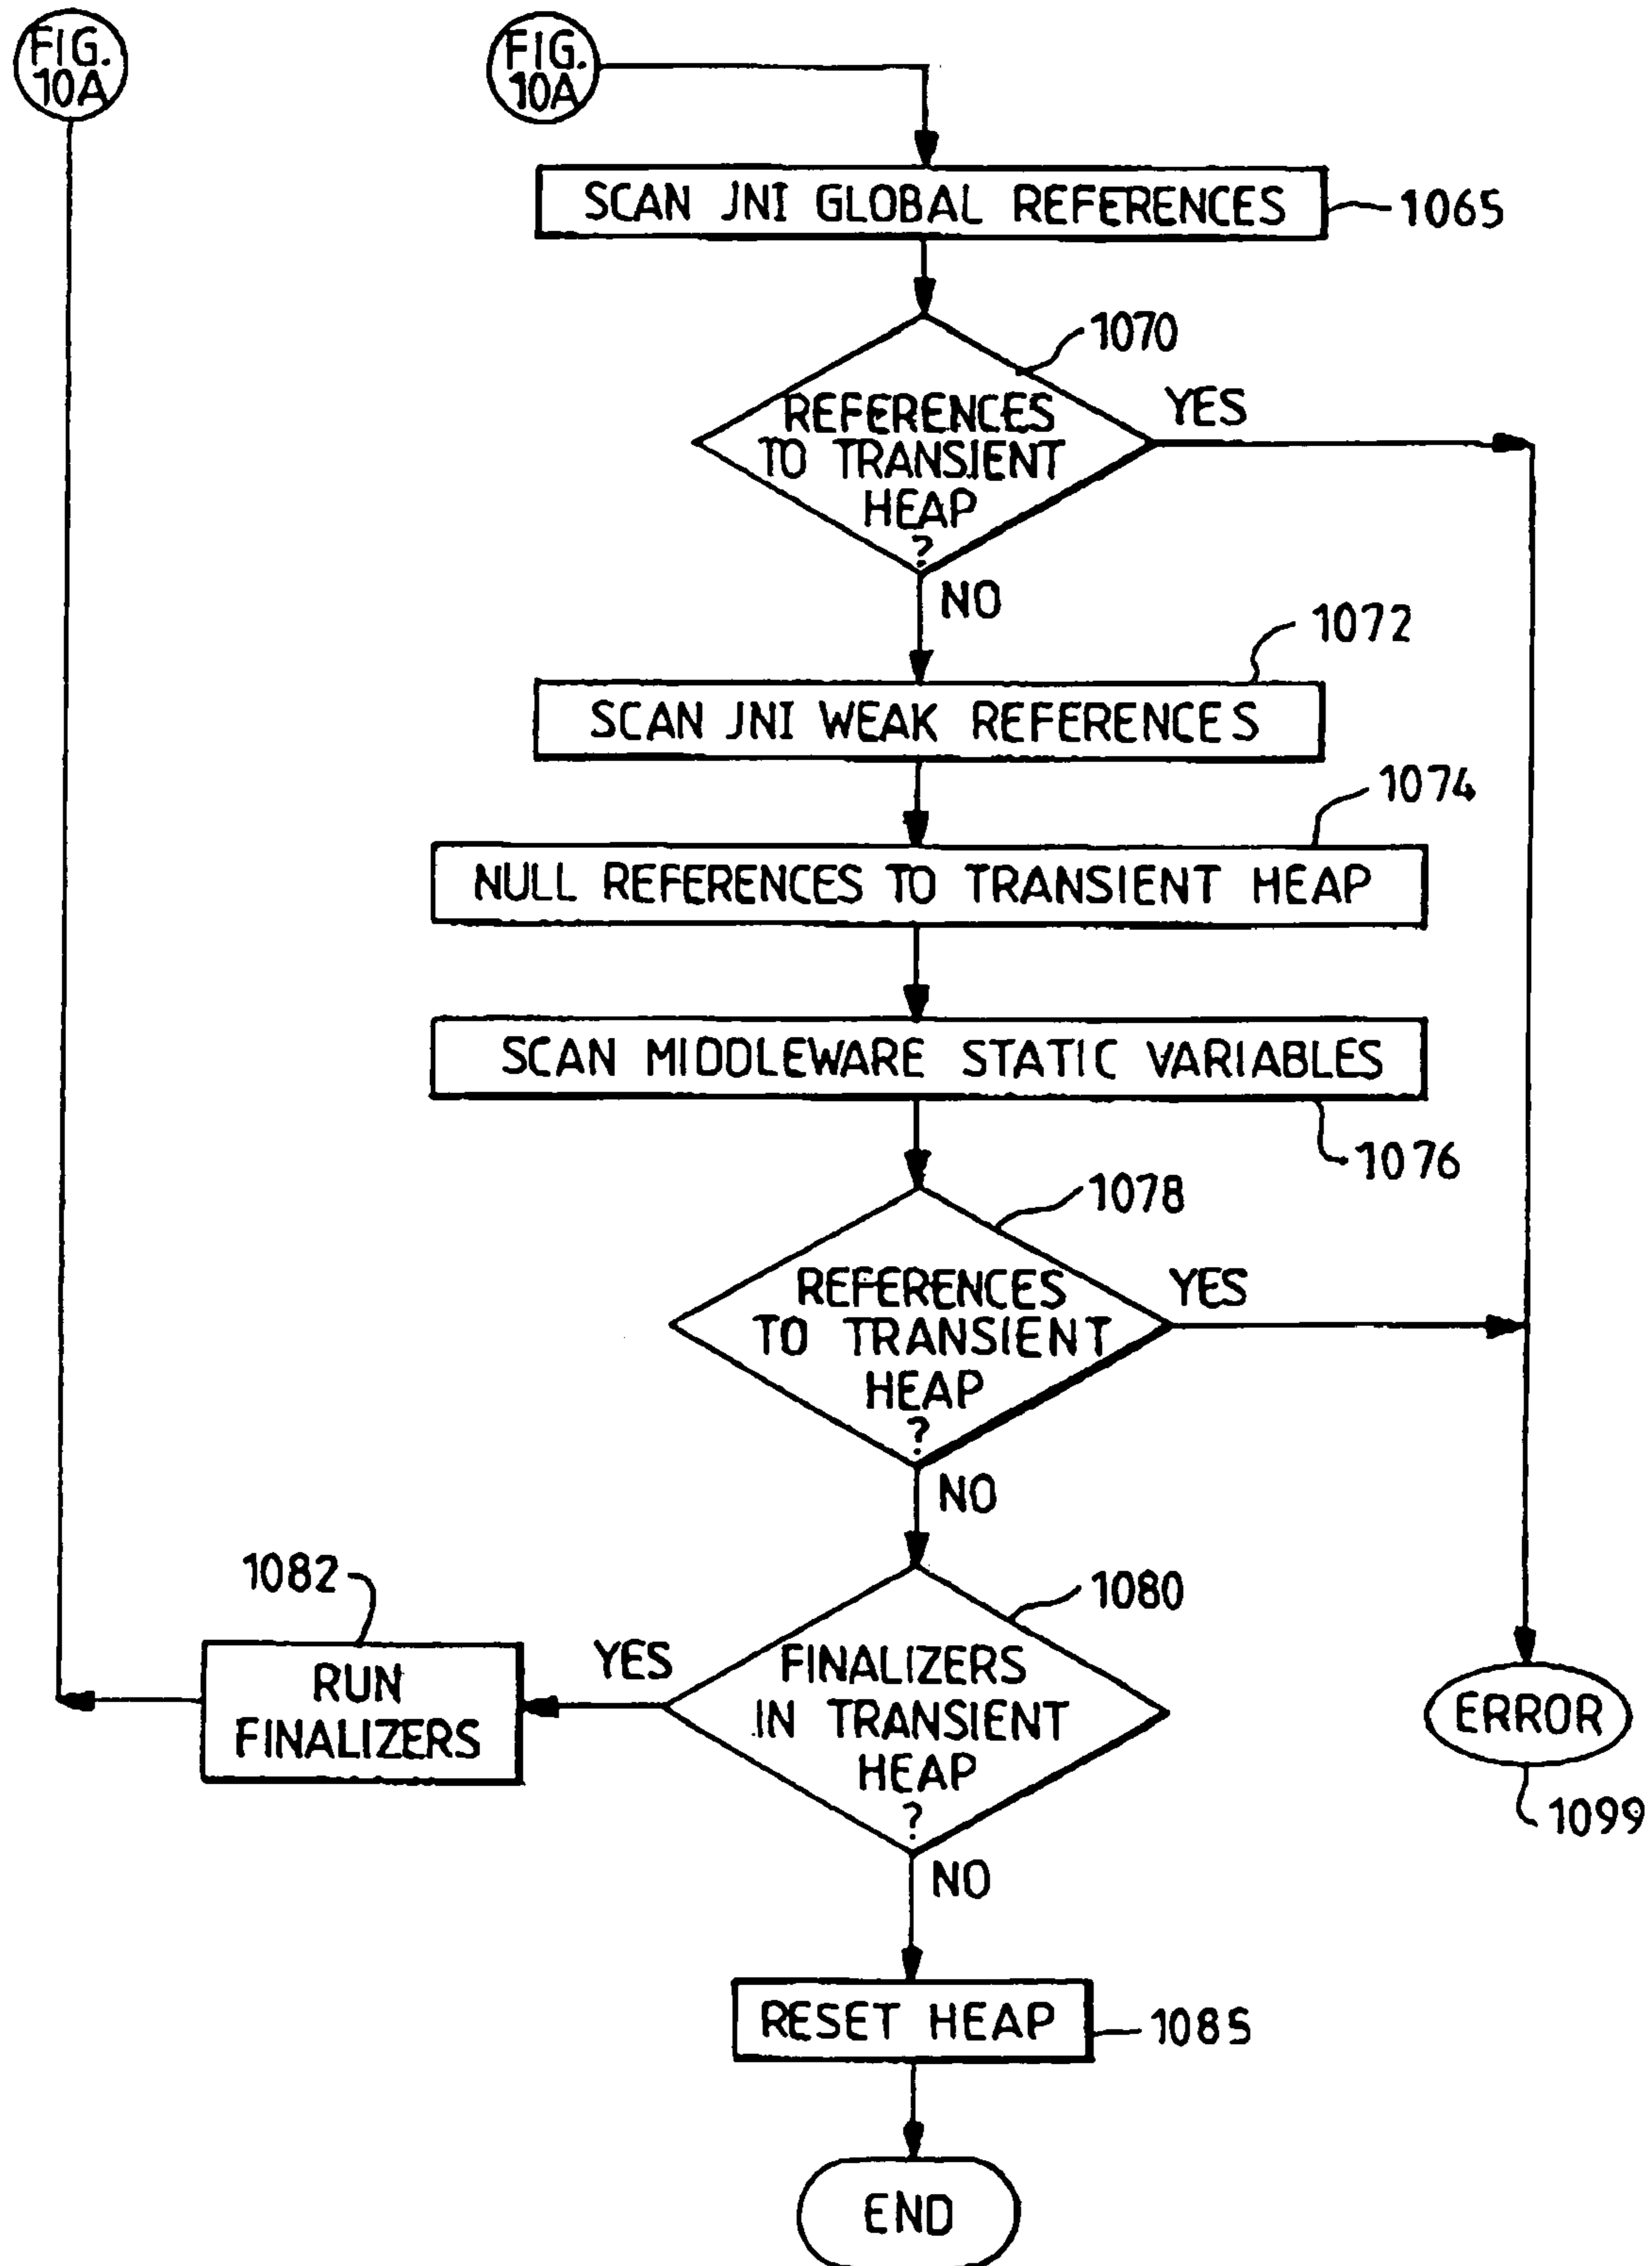 FIG.
10A
FIG.
10A
SCAN JNI GLOBAL REFERENCES
1065
1070
REFERENCES
TO TRANSIENT
HEAP
?
YES
NO
1072
SCAN JNI WEAK REFERENCES
1074
NULL REFERENCES TO TRANSIENT HEAP
SCAN MIDDLEWARE STATIC VARIABLES
1076
1078
REFERENCES
TO TRANSIENT
HEAP
?
YES
NO
1082
RUN
FINALIZERS
YES
1080
FINALIZERS
IN TRANSIENT
HEAP
?
NO
ERROR
1099
RESET HEAP
1085
END